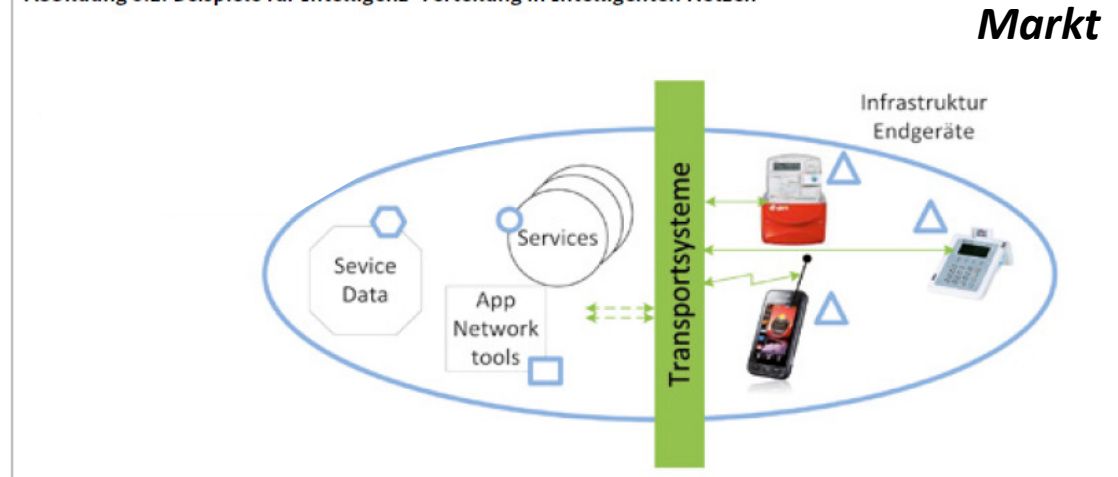 Markt
Infrastruktur
Endgeräte
Transportsysteme
Services
Sevice
Data
App
Network
tools